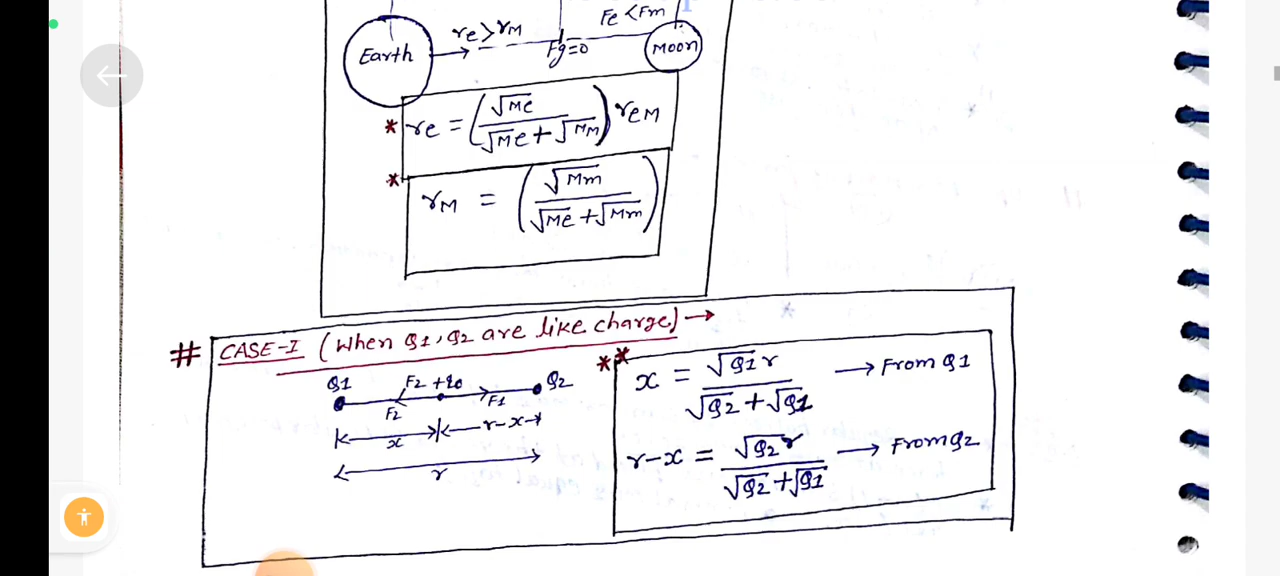 Fe < Fm
re > rM
Earth
Fg=0
Moon
* re = (√Me / (√Me + √Mm)) reM
* rM = (√Mm / (√Me + √Mm))
# CASE-I (When Q1, Q2 are like charge) →
Q1 F2 +q0 F1 Q2
F2
x r-x
r
** x = √Q1 r / (√Q2 + √Q1) → From Q1
r-x = √Q2 r / (√Q2 + √Q1) → From Q2